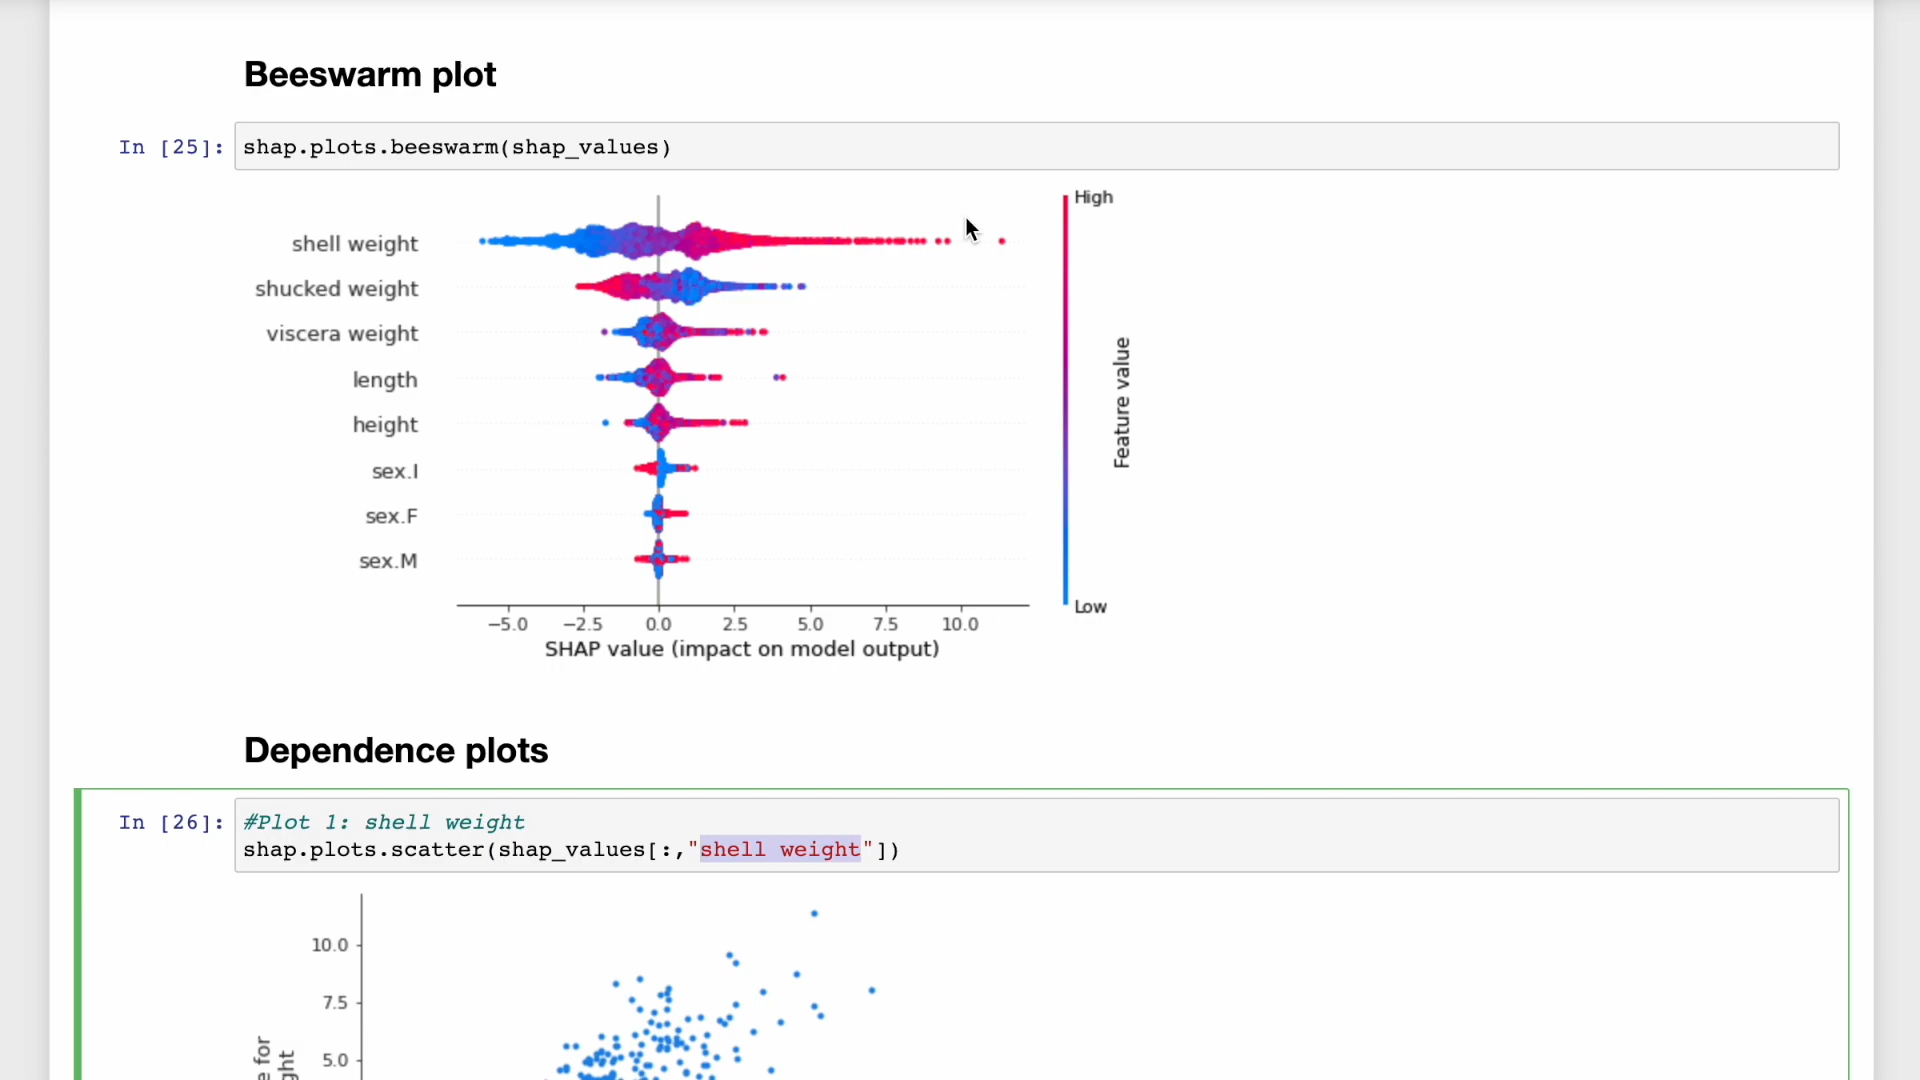 Beeswarm plot
In [25]: shap.plots.beeswarm(shap_values)
High
shell weight
shucked weight
viscera weight
length
height
sex.I
sex.F
sex.M
Feature value
Low
−5.0 −2.5 0.0 2.5 5.0 7.5 10.0
SHAP value (impact on model output)
Dependence plots
In [26]: #Plot 1: shell weight
shap.plots.scatter(shap_values[:,"shell weight"])
10.0
7.5
5.0
for